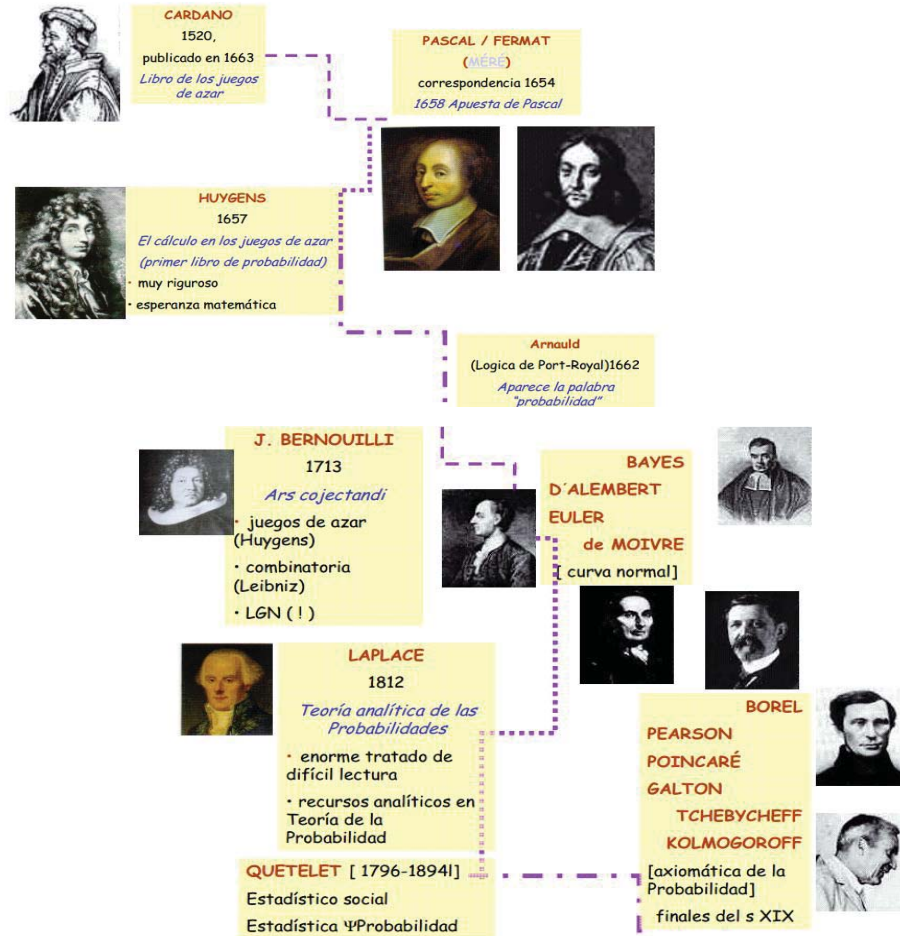 CARDANO
1520,
publicado en 1663
Libro de los juegos
de azar
PASCAL / FERMAT
(MÉRÉ)
correspondencia 1654
1658 Apuesta de Pascal
HUYGENS
1657
El cálculo en los juegos de azar
(primer libro de probabilidad)
• muy riguroso
• esperanza matemática
Arnauld
(Logica de Port-Royal)1662
Aparece la palabra
"probabilidad"
J. BERNOUILLI
1713
Ars cojectandi
• juegos de azar
(Huygens)
• combinatoria
(Leibniz)
• LGN ( ! )
BAYES
D´ALEMBERT
EULER
de MOIVRE
[ curva normal]
LAPLACE
1812
Teoría analítica de las
Probabilidades
• enorme tratado de
difícil lectura
• recursos analíticos en
Teoría de la
Probabilidad
BOREL
PEARSON
POINCARÉ
GALTON
TCHEBYCHEFF
KOLMOGOROFF
[axiomática de la
Probabilidad]
finales del s XIX
QUETELET [ 1796-1894l]
Estadístico social
Estadística ΨProbabilidad